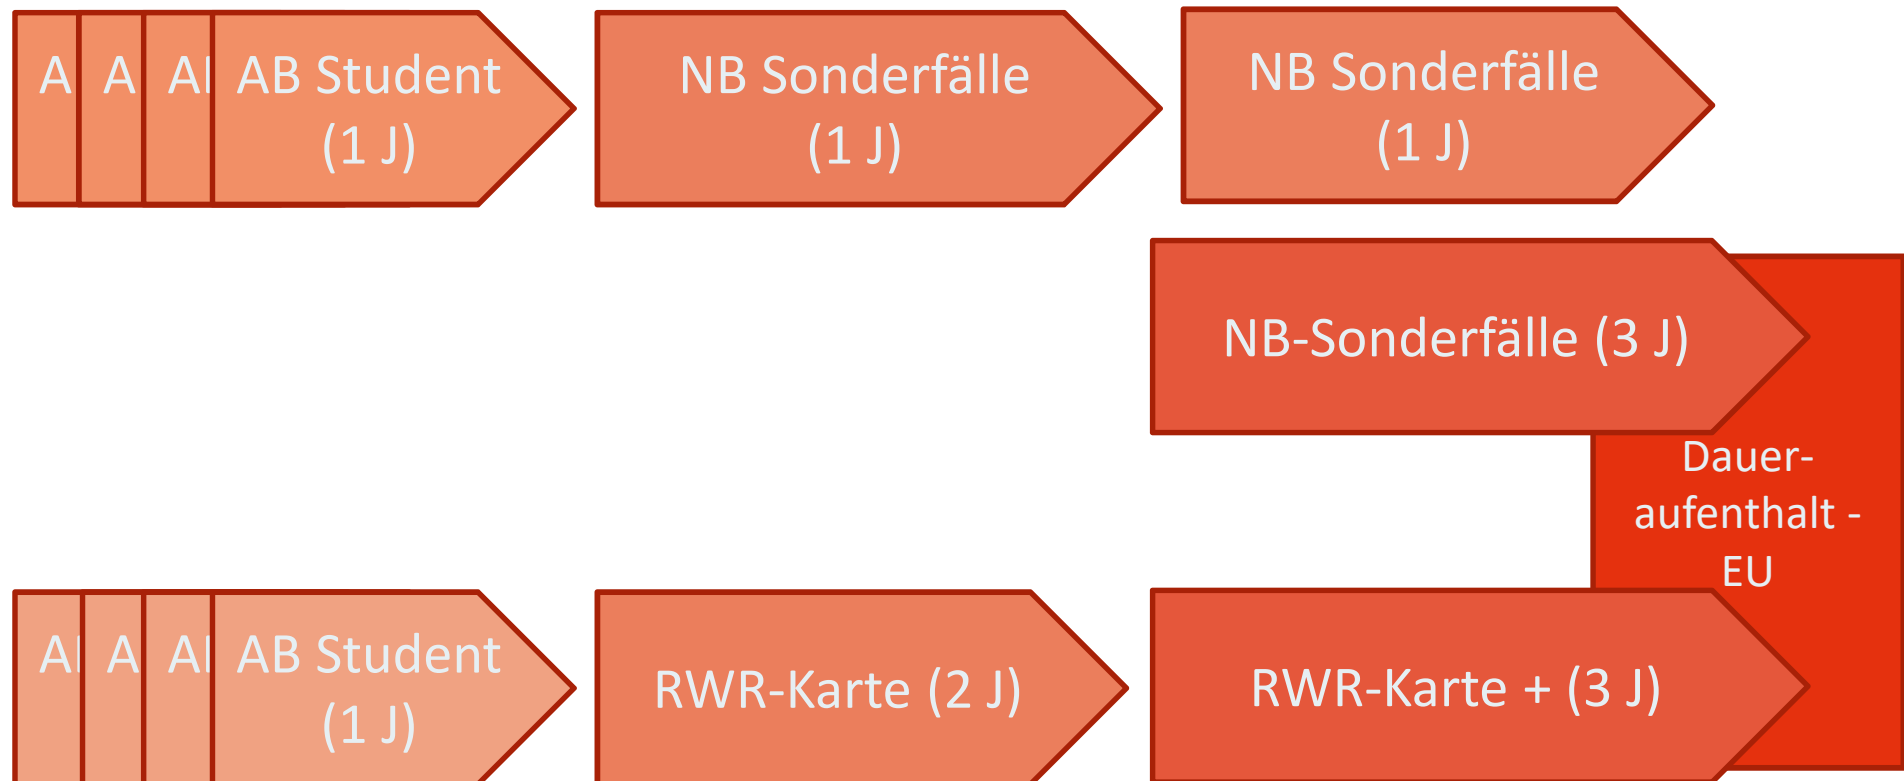 A A AB AB Student
(1 J)
NB Sonderfälle
(1 J)
NB Sonderfälle
(1 J)
NB-Sonderfälle (3 J)
Dauer-
aufenthalt -
EU
A A A AB Student
(1 J)
RWR-Karte (2 J)
RWR-Karte + (3 J)